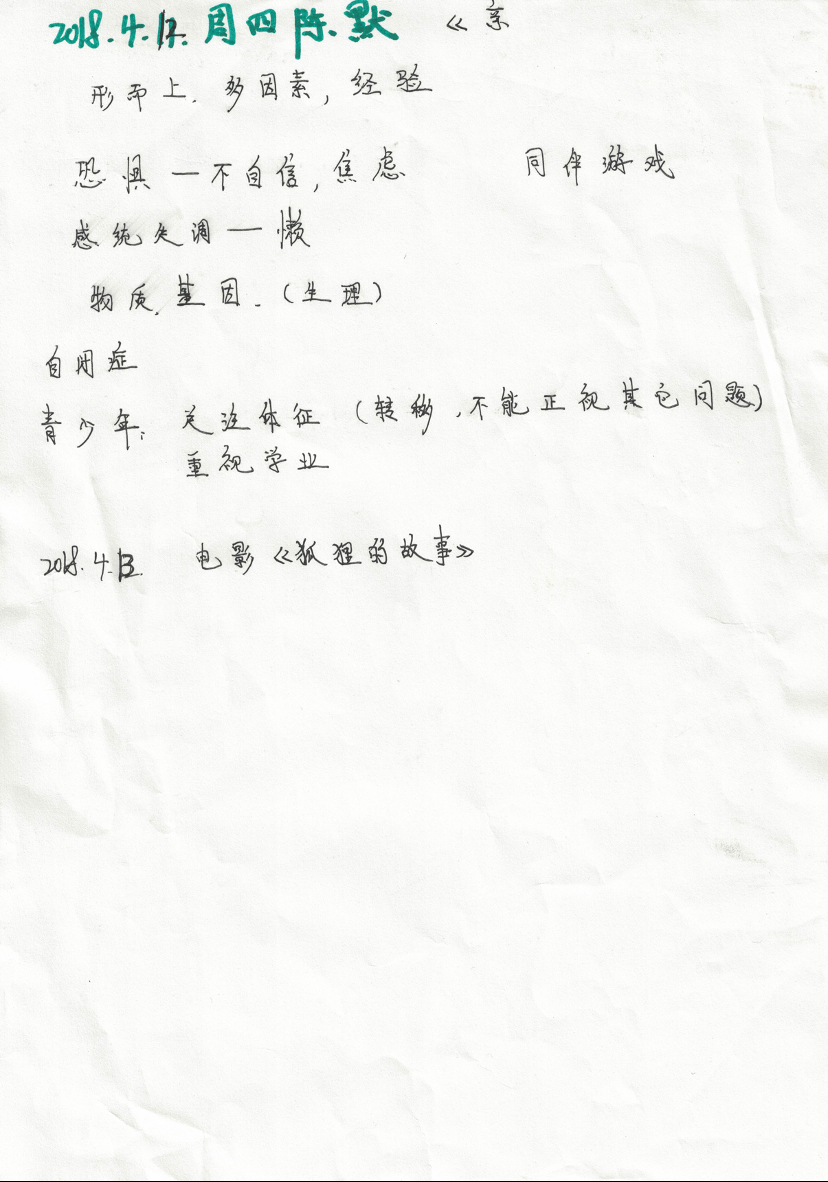 2018.4.12.周四陈默 《亲
形而上.多因素,经验
恐惧—不自信,焦虑 同伴游戏
感统失调—懒
物质.基因.(生理)
自闭症
青少年:关注体征(转移,不能正视其它问题)
重视学业
2018.4.13. 电影《狐狸的故事》